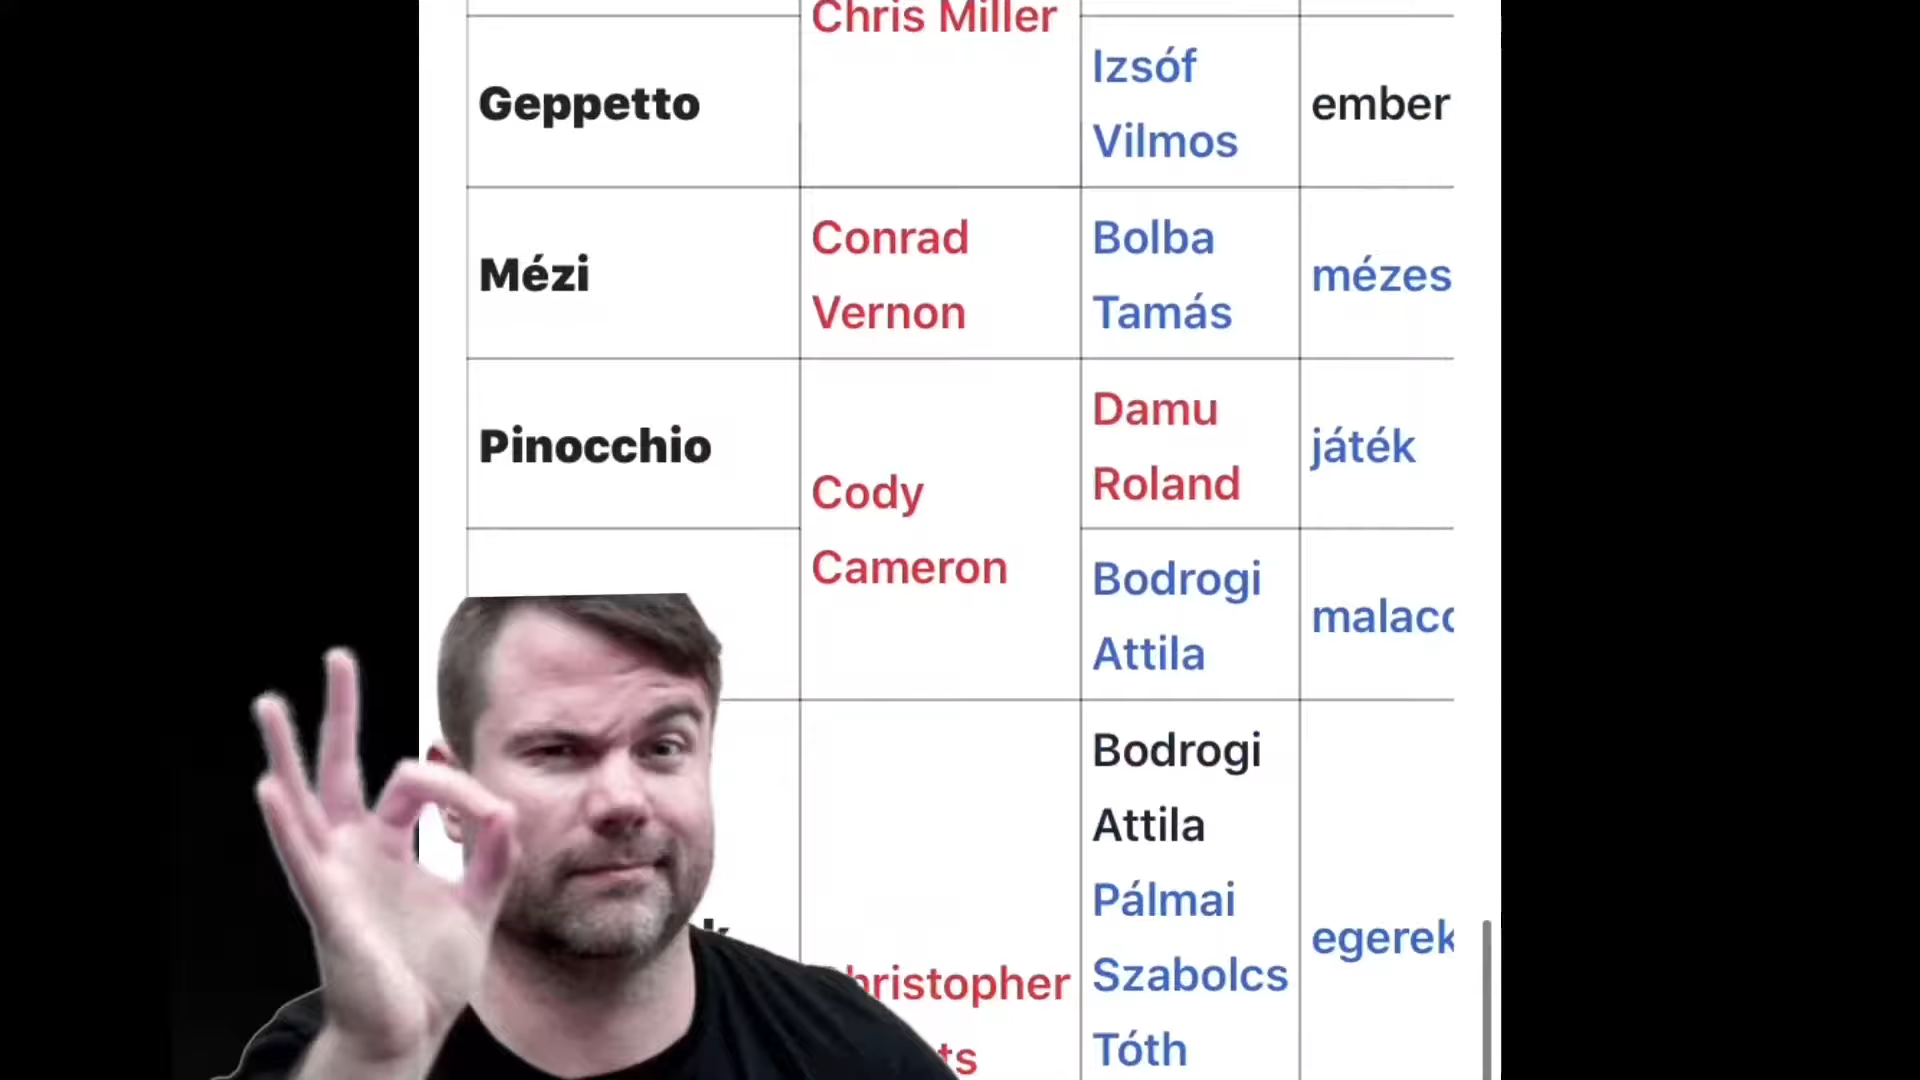 Chris Miller
Geppetto
Izsóf
Vilmos
ember
Mézi
Conrad
Vernon
Bolba
Tamás
mézes
Pinocchio
Cody
Cameron
Damu
Roland
játék
Bodrogi
Attila
malac
Bodrogi
Attila
Pálmai
Szabolcs
Tóth
egerek